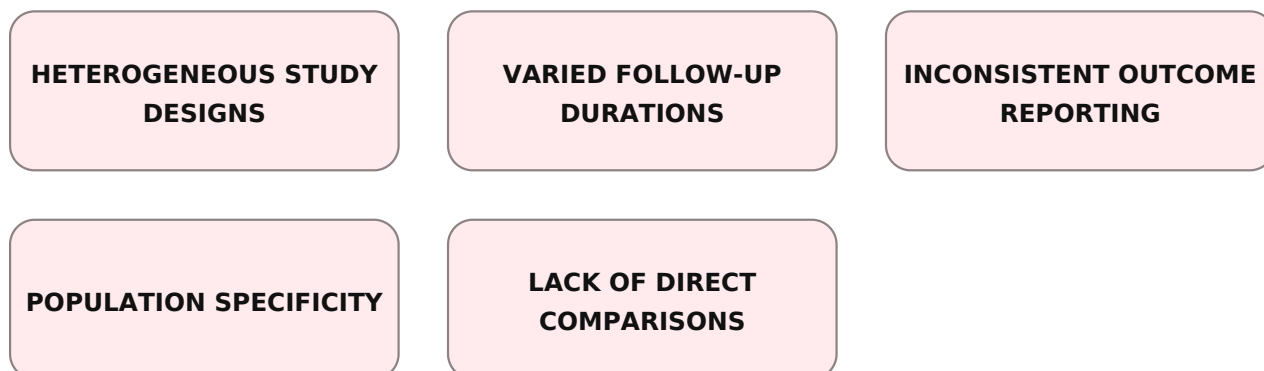 HETEROGENEOUS STUDY
DESIGNS
VARIED FOLLOW-UP
DURATIONS
INCONSISTENT OUTCOME
REPORTING
POPULATION SPECIFICITY
LACK OF DIRECT
COMPARISONS